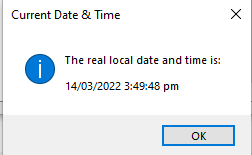 Current Date & Time
The real local date and time is:
14/03/2022 3:49:48 pm
OK